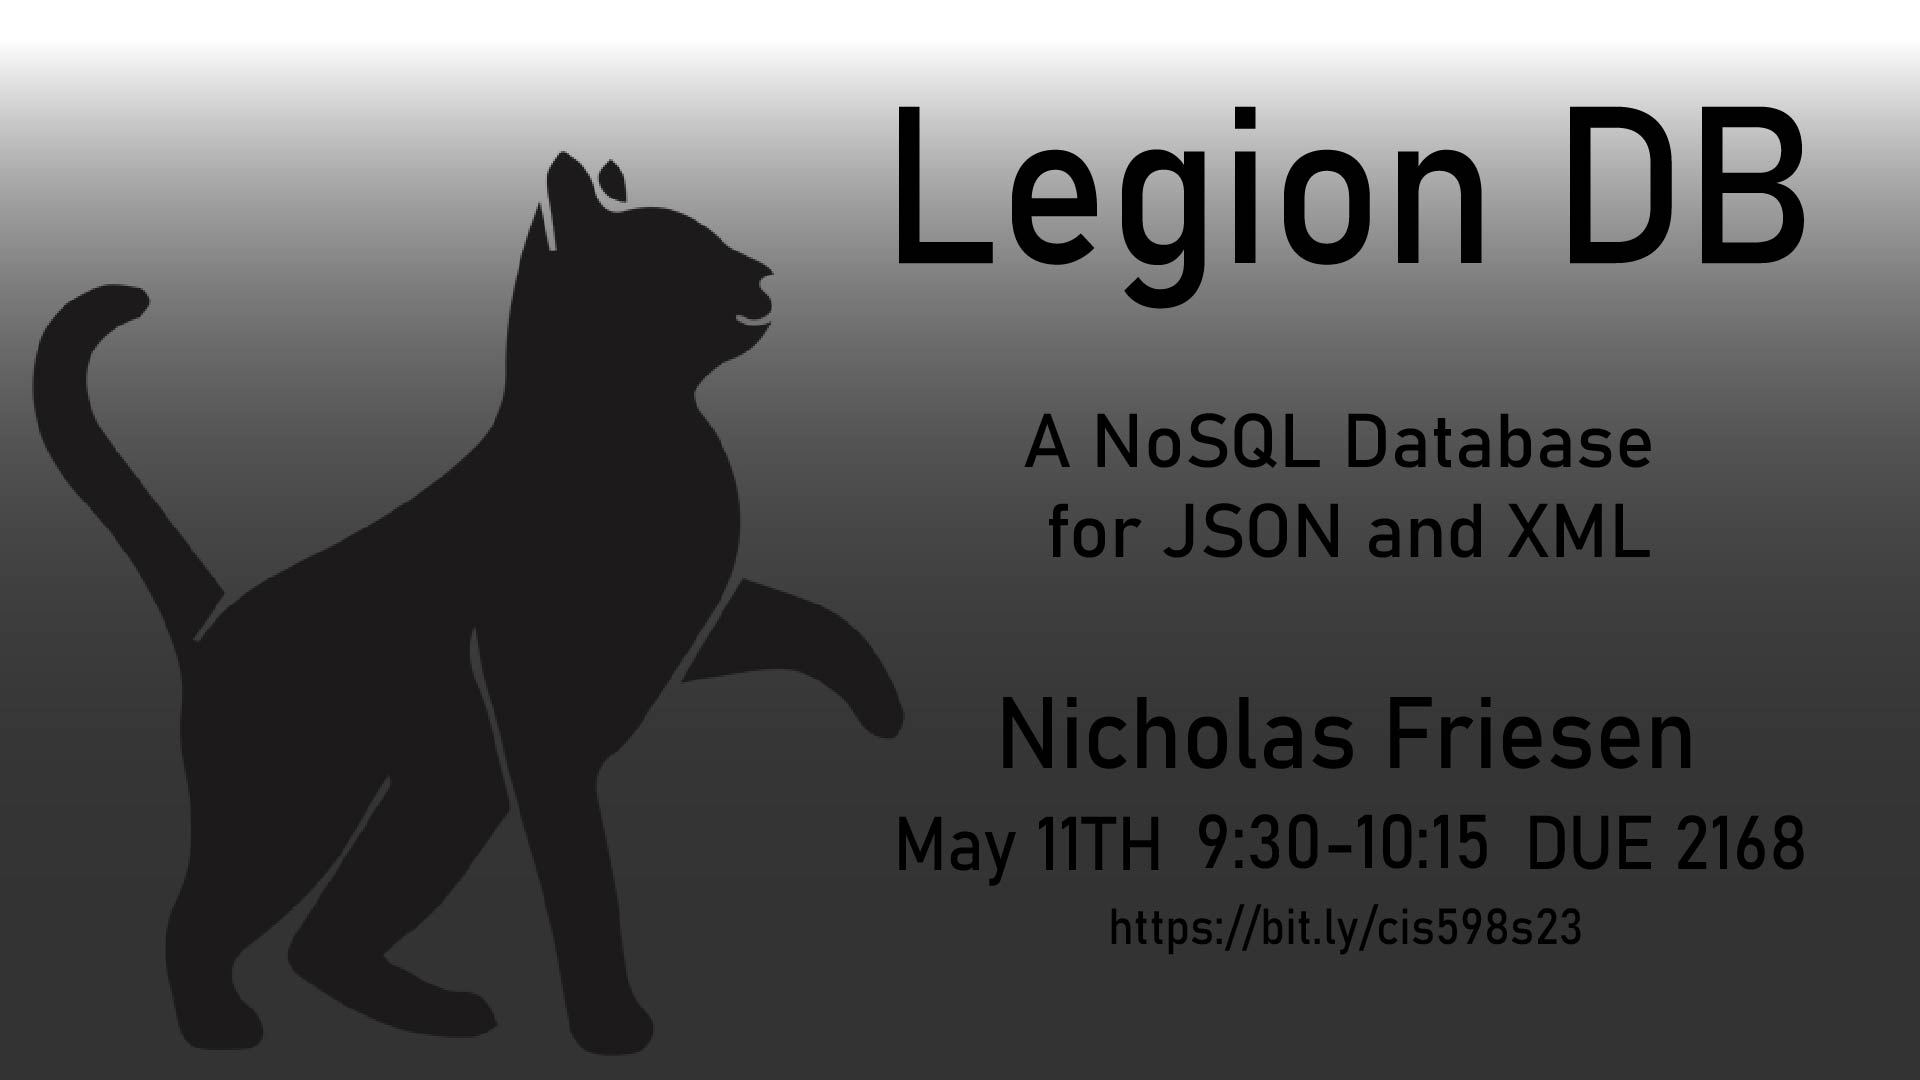 Legion DB
A NoSQL Database
for JSON and XML
Nicholas Friesen
May 11TH 9:30-10:15 DUE 2168
https://bit.ly/cis598s23